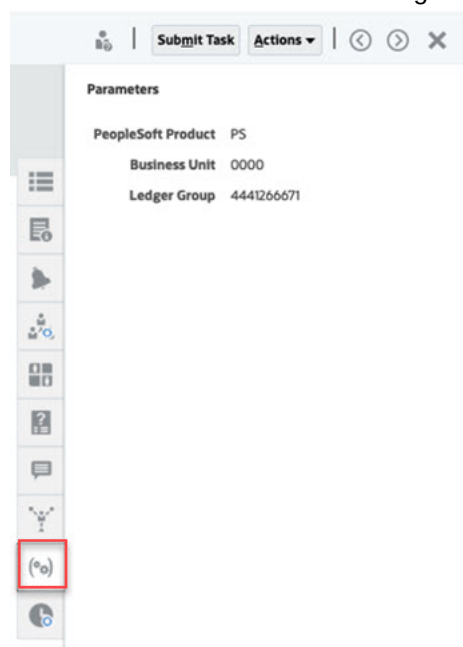 Submit Task Actions
Parameters
PeopleSoft Product PS
Business Unit 0000
Ledger Group 4441266671